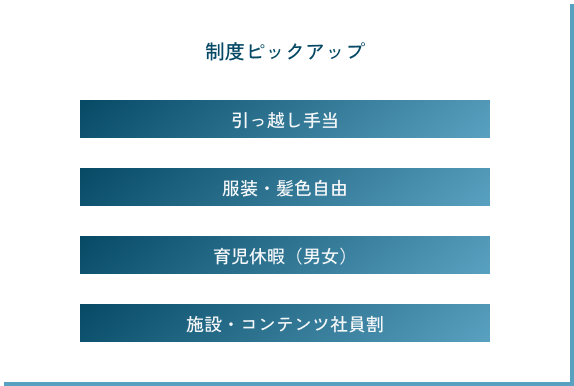 制度ピックアップ
引っ越し手当
服装・髪色自由
育児休暇（男女）
施設・コンテンツ社員割